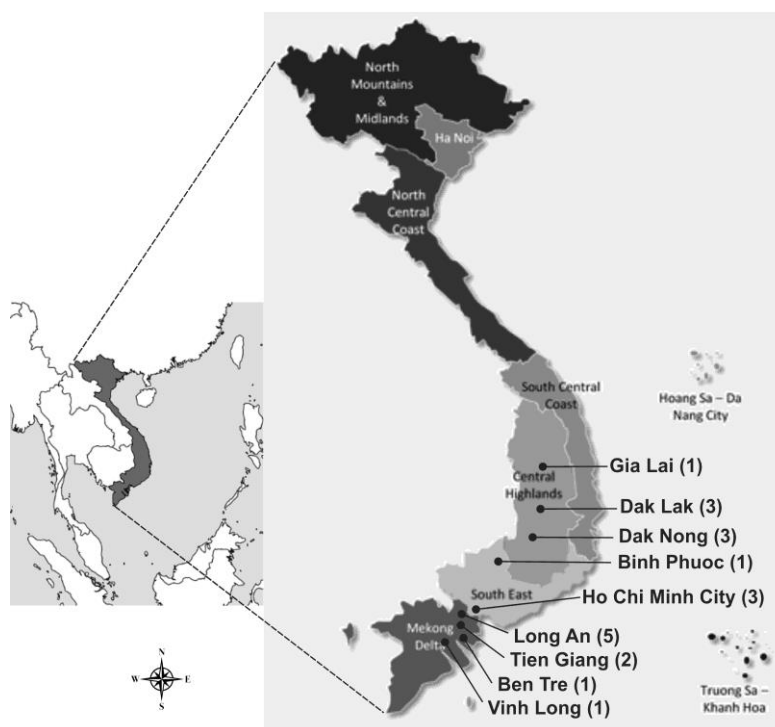 North
Mountains
&
Midlands
Ha Noi
North
Central
Coast
South Central
Coast
Hoang Sa – Da
Nang City
Gia Lai (1)
Central
Highlands
Dak Lak (3)
Dak Nong (3)
Binh Phuoc (1)
South East
Ho Chi Minh City (3)
Mekong
Delta
Long An (5)
Tien Giang (2)
Ben Tre (1)
Vinh Long (1)
Truong Sa –
Khanh Hoa
N
W
E
S